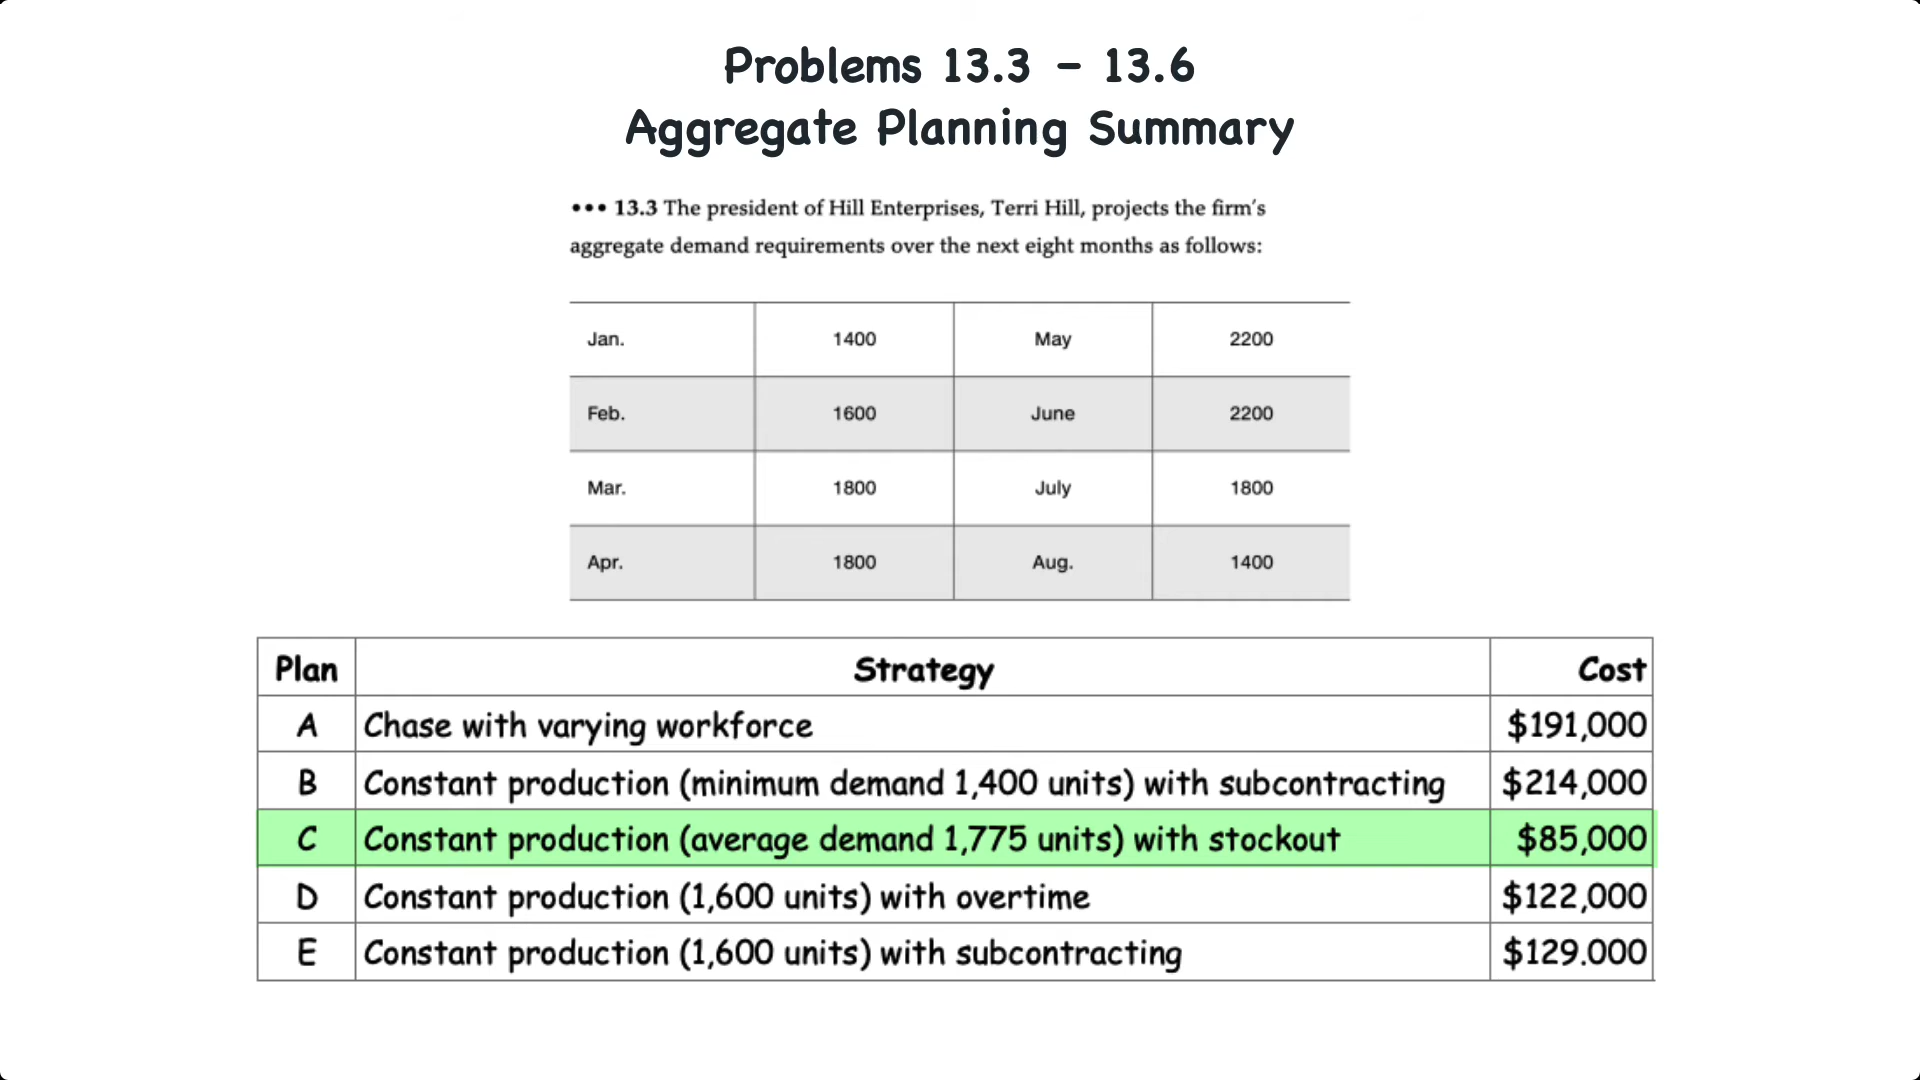 Problems 13.3 – 13.6
Aggregate Planning Summary
••• 13.3 The president of Hill Enterprises, Terri Hill, projects the firm's
aggregate demand requirements over the next eight months as follows:
Jan. 1400 May 2200
Feb. 1600 June 2200
Mar. 1800 July 1800
Apr. 1800 Aug. 1400
Plan Strategy Cost
A Chase with varying workforce $191,000
B Constant production (minimum demand 1,400 units) with subcontracting $214,000
C Constant production (average demand 1,775 units) with stockout $85,000
D Constant production (1,600 units) with overtime $122,000
E Constant production (1,600 units) with subcontracting $129.000